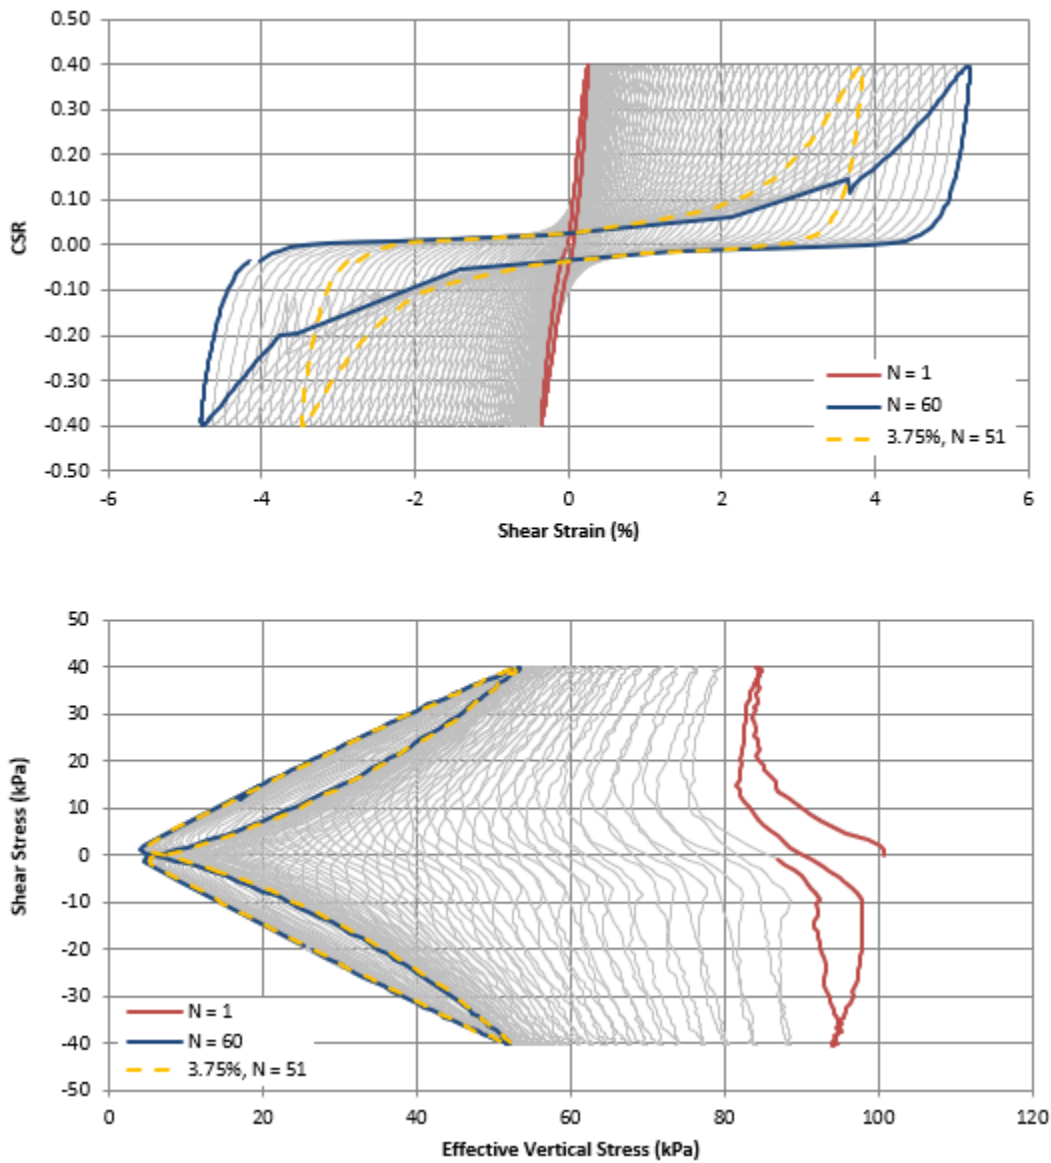 0.50
0.40
0.30
0.20
0.10
0.00
-0.10
-0.20
-0.30
-0.40
-0.50
CSR
N = 1
N = 60
3.75%, N = 51
-6 -4 -2 0 2 4 6
Shear Strain (%)
50
40
30
20
10
0
-10
-20
-30
-40
-50
Shear Stress (kPa)
N = 1
N = 60
3.75%, N = 51
0 20 40 60 80 100 120
Effective Vertical Stress (kPa)